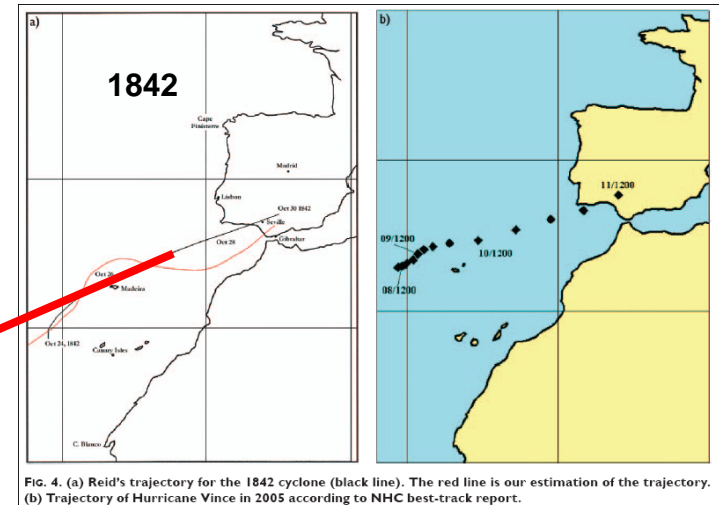 a)
1842
Cape
Finisterre
Madrid
Lisbon
Oct 30 1842
Seville
Gibraltar
Oct 28
Oct 26
Madeira
Oct 24, 1842
Canary Isles
C. Blanco
b)
11/1200
09/1200
10/1200
08/1200
FIG. 4. (a) Reid's trajectory for the 1842 cyclone (black line). The red line is our estimation of the trajectory.
(b) Trajectory of Hurricane Vince in 2005 according to NHC best-track report.